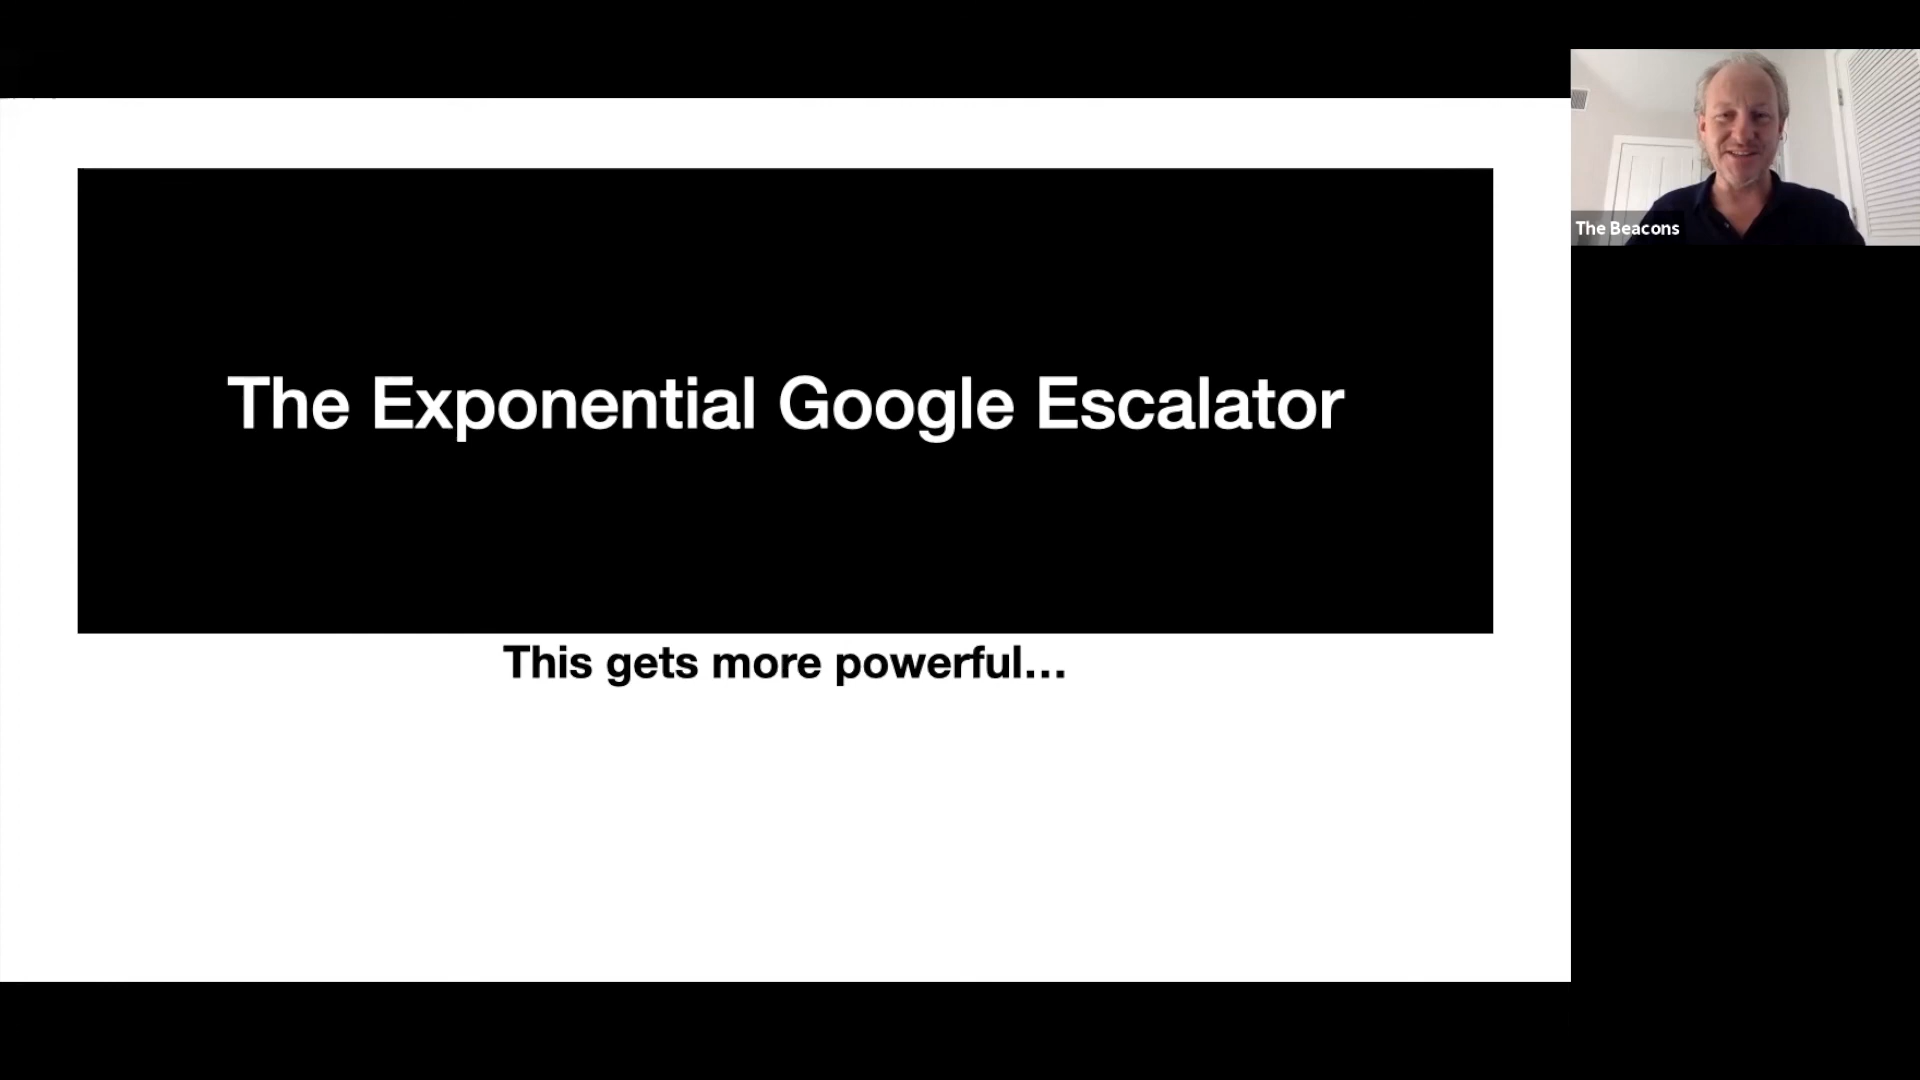 The Exponential Google Escalator
This gets more powerful...
The Beacons